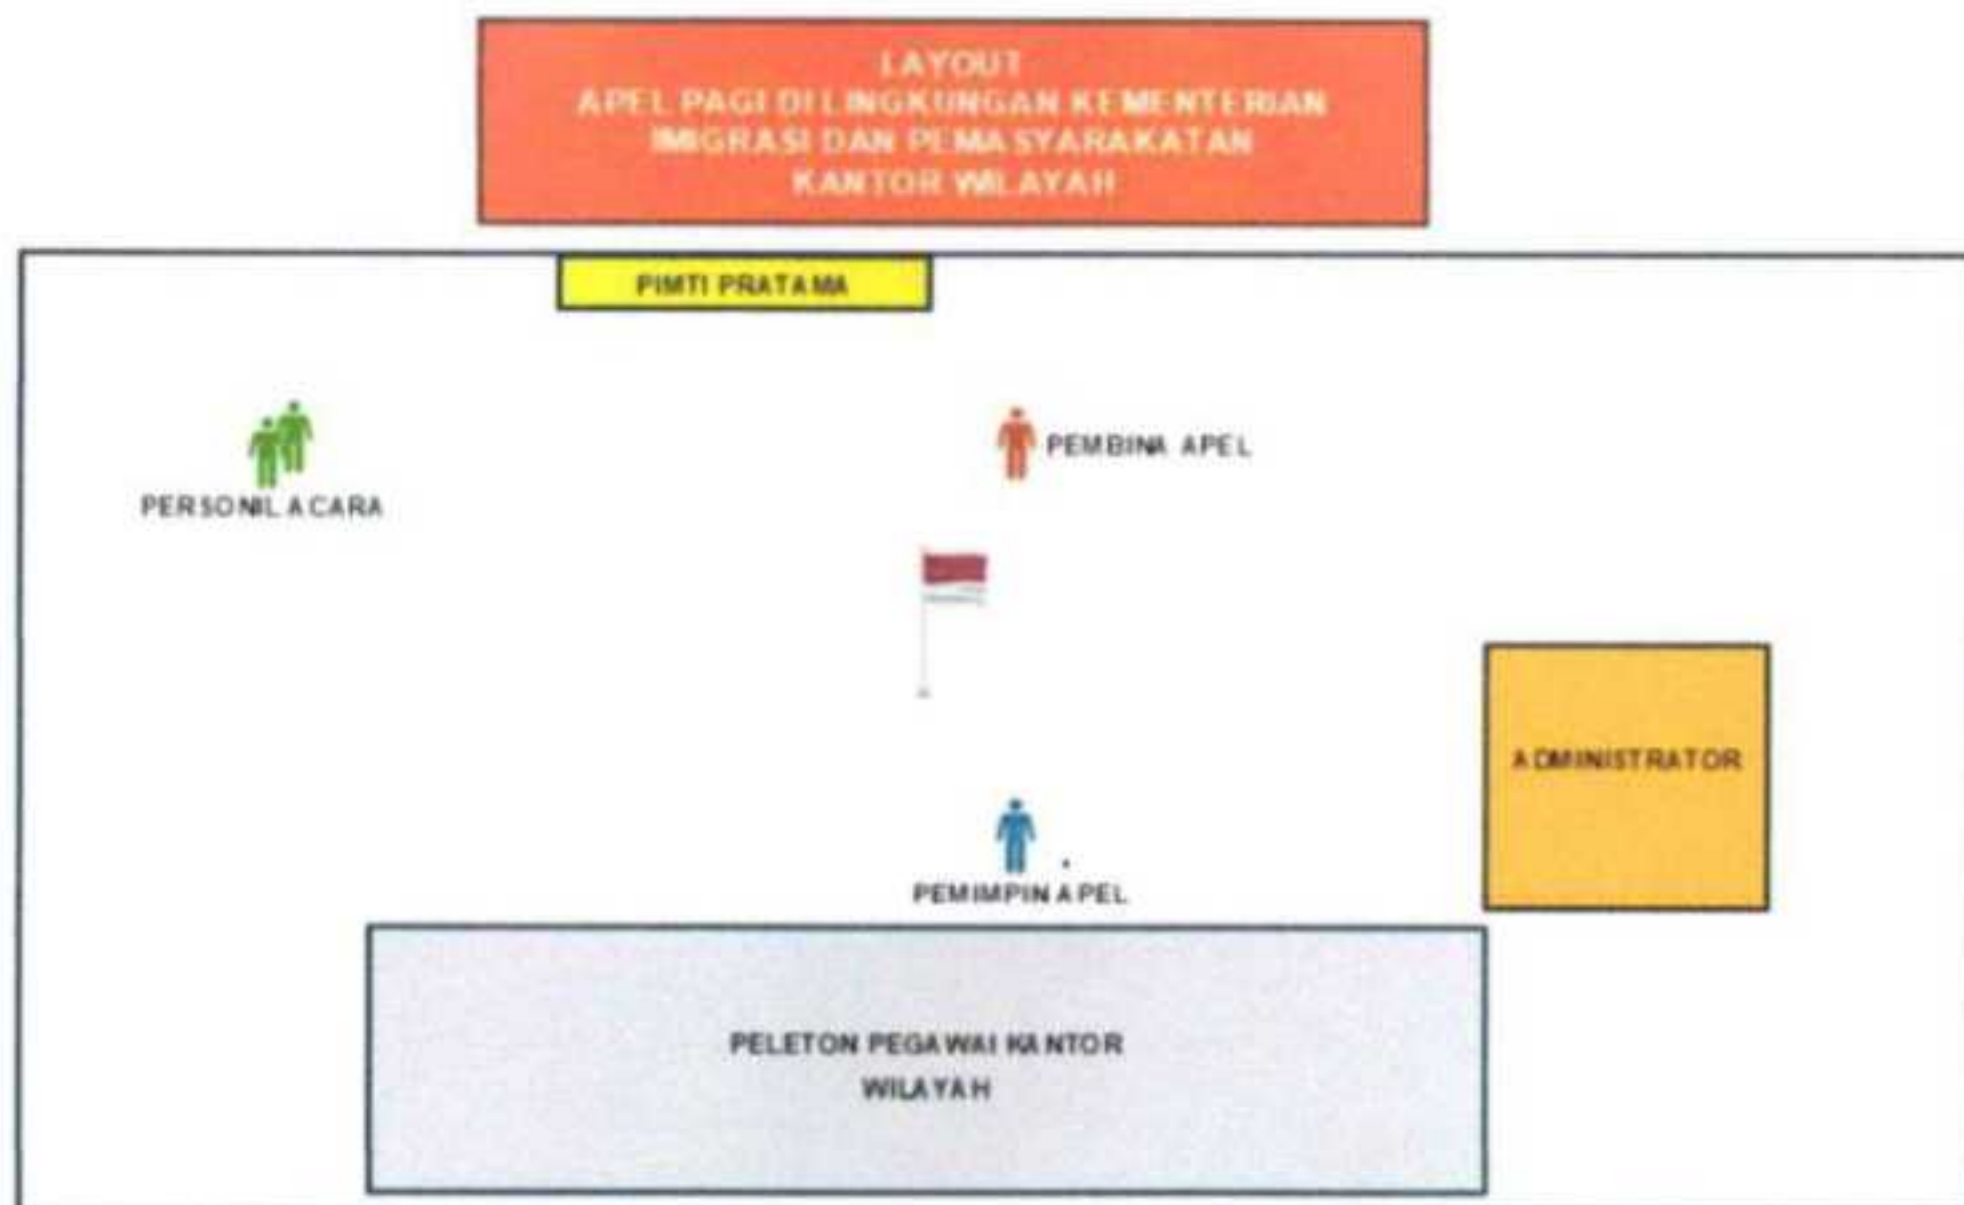 LAYOUT
APEL PAGI DI LINGKUNGAN KEMENTERIAN
IMIGRASI DAN PEMASYARAKATAN
KANTOR WILAYAH
PIMTI PRATAMA
PERSONIL ACARA
PEMBINA APEL
ADMINISTRATOR
PEMIMPIN APEL
PELETON PEGAWAI KANTOR
WILAYAH